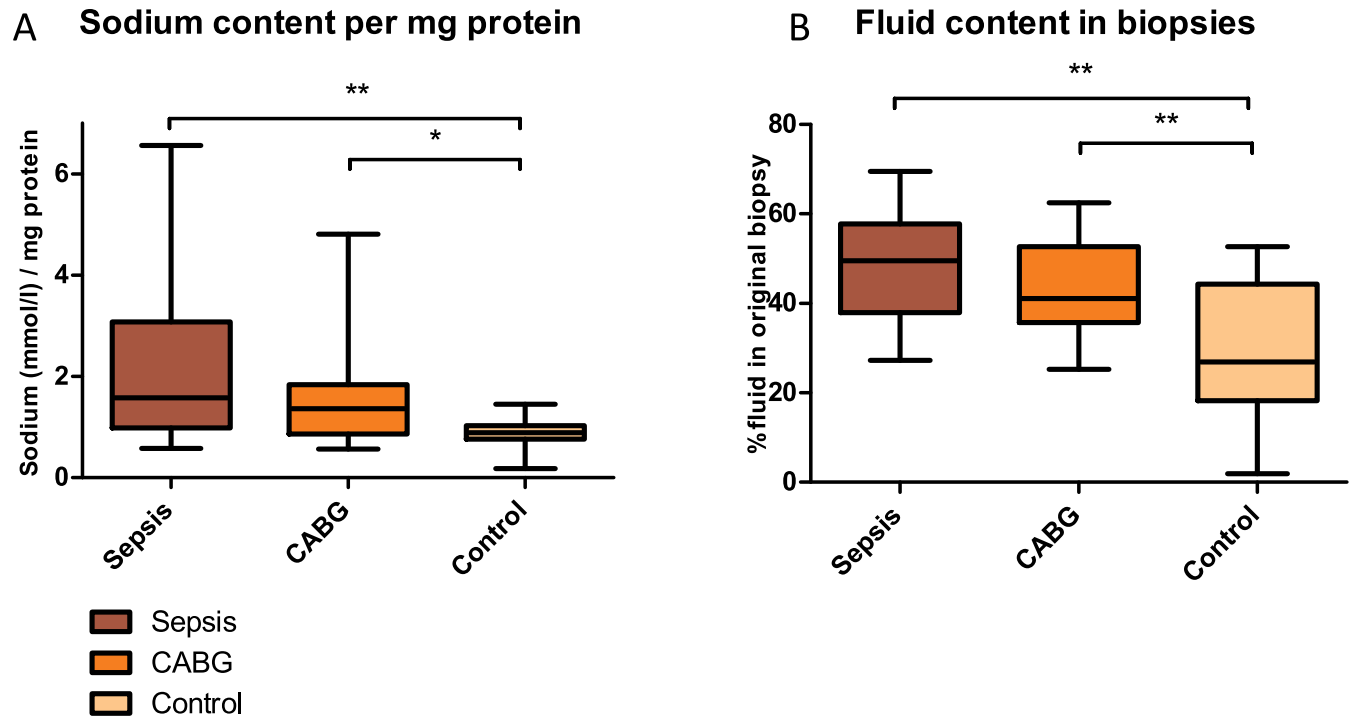 A Sodium content per mg protein
**
*
Sodium (mmol/l) / mg protein
6
4
2
0
Sepsis
CABG
Control
B Fluid content in biopsies
**
**
%fluid in original biopsy
80
60
40
20
0
Sepsis
CABG
Control
Sepsis
CABG
Control